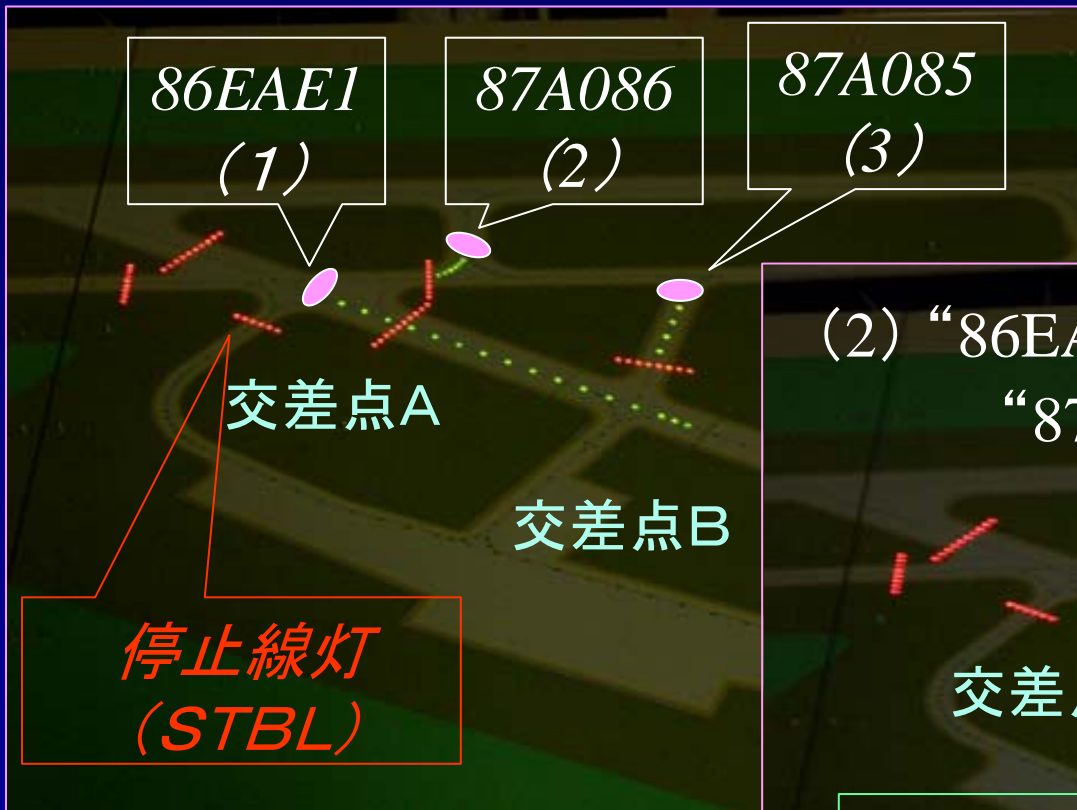 86EAE1
（1）
87A086
（2）
87A085
（3）
交差点A
交差点B
停止線灯
（STBL）
（2）“86EA
“87
交差